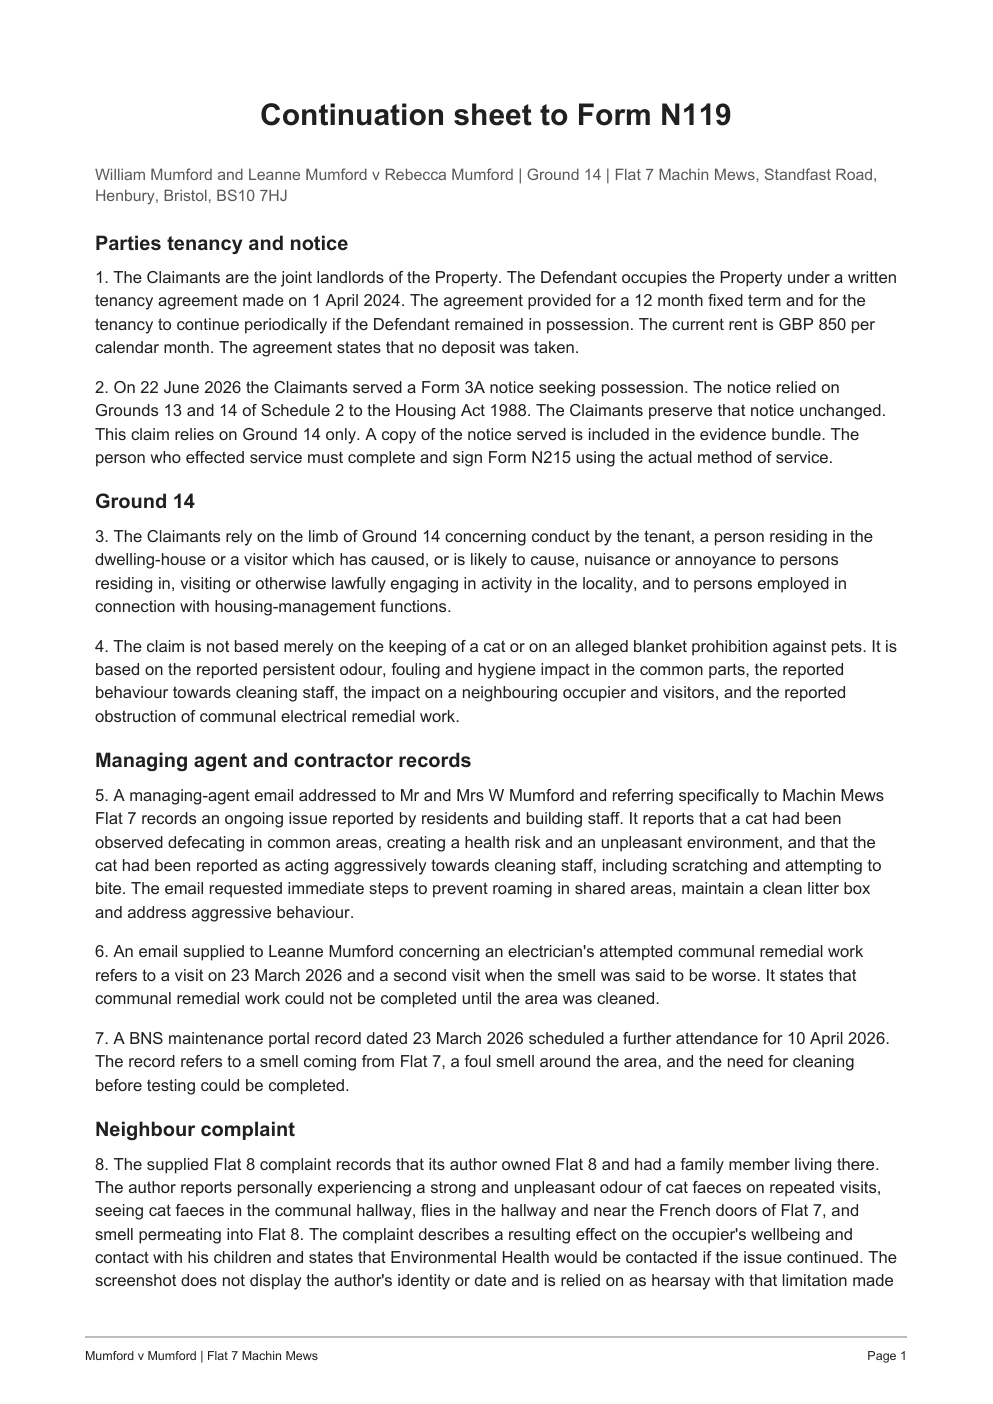 Continuation sheet to Form N119
William Mumford and Leanne Mumford v Rebecca Mumford | Ground 14 | Flat 7 Machin Mews, Standfast Road,
Henbury, Bristol, BS10 7HJ
Parties tenancy and notice
1. The Claimants are the joint landlords of the Property. The Defendant occupies the Property under a written
tenancy agreement made on 1 April 2024. The agreement provided for a 12 month fixed term and for the
tenancy to continue periodically if the Defendant remained in possession. The current rent is GBP 850 per
calendar month. The agreement states that no deposit was taken.
2. On 22 June 2026 the Claimants served a Form 3A notice seeking possession. The notice relied on
Grounds 13 and 14 of Schedule 2 to the Housing Act 1988. The Claimants preserve that notice unchanged.
This claim relies on Ground 14 only. A copy of the notice served is included in the evidence bundle. The
person who effected service must complete and sign Form N215 using the actual method of service.
Ground 14
3. The Claimants rely on the limb of Ground 14 concerning conduct by the tenant, a person residing in the
dwelling-house or a visitor which has caused, or is likely to cause, nuisance or annoyance to persons
residing in, visiting or otherwise lawfully engaging in activity in the locality, and to persons employed in
connection with housing-management functions.
4. The claim is not based merely on the keeping of a cat or on an alleged blanket prohibition against pets. It is
based on the reported persistent odour, fouling and hygiene impact in the common parts, the reported
behaviour towards cleaning staff, the impact on a neighbouring occupier and visitors, and the reported
obstruction of communal electrical remedial work.
Managing agent and contractor records
5. A managing-agent email addressed to Mr and Mrs W Mumford and referring specifically to Machin Mews
Flat 7 records an ongoing issue reported by residents and building staff. It reports that a cat had been
observed defecating in common areas, creating a health risk and an unpleasant environment, and that the
cat had been reported as acting aggressively towards cleaning staff, including scratching and attempting to
bite. The email requested immediate steps to prevent roaming in shared areas, maintain a clean litter box
and address aggressive behaviour.
6. An email supplied to Leanne Mumford concerning an electrician's attempted communal remedial work
refers to a visit on 23 March 2026 and a second visit when the smell was said to be worse. It states that
communal remedial work could not be completed until the area was cleaned.
7. A BNS maintenance portal record dated 23 March 2026 scheduled a further attendance for 10 April 2026.
The record refers to a smell coming from Flat 7, a foul smell around the area, and the need for cleaning
before testing could be completed.
Neighbour complaint
8. The supplied Flat 8 complaint records that its author owned Flat 8 and had a family member living there.
The author reports personally experiencing a strong and unpleasant odour of cat faeces on repeated visits,
seeing cat faeces in the communal hallway, flies in the hallway and near the French doors of Flat 7, and
smell permeating into Flat 8. The complaint describes a resulting effect on the occupier's wellbeing and
contact with his children and states that Environmental Health would be contacted if the issue continued. The
screenshot does not display the author's identity or date and is relied on as hearsay with that limitation made
Mumford v Mumford | Flat 7 Machin Mews
Page 1